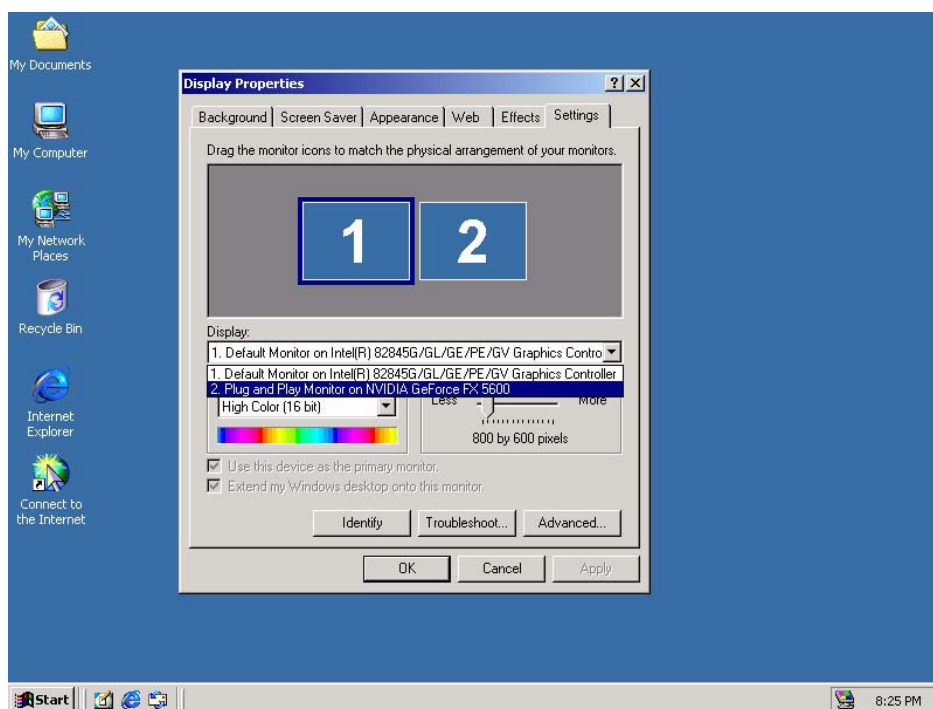 My Documents
My Computer
My Network
Places
Recycle Bin
Internet
Explorer
Connect to
the Internet
Display Properties
Background Screen Saver Appearance Web Effects Settings
Drag the monitor icons to match the physical arrangement of your monitors.
1 2
Display:
1. Default Monitor on Intel(R) 82845G/GL/GE/PE/GV Graphics Contro
1. Default Monitor on Intel(R) 82845G/GL/GE/PE/GV Graphics Controller
2. Plug and Play Monitor on NVIDIA GeForce FX 5600
High Color (16 bit) Less More
800 by 600 pixels
Use this device as the primary monitor.
Extend my Windows desktop onto this monitor.
Identify Troubleshoot... Advanced...
OK Cancel Apply
Start 8:25 PM